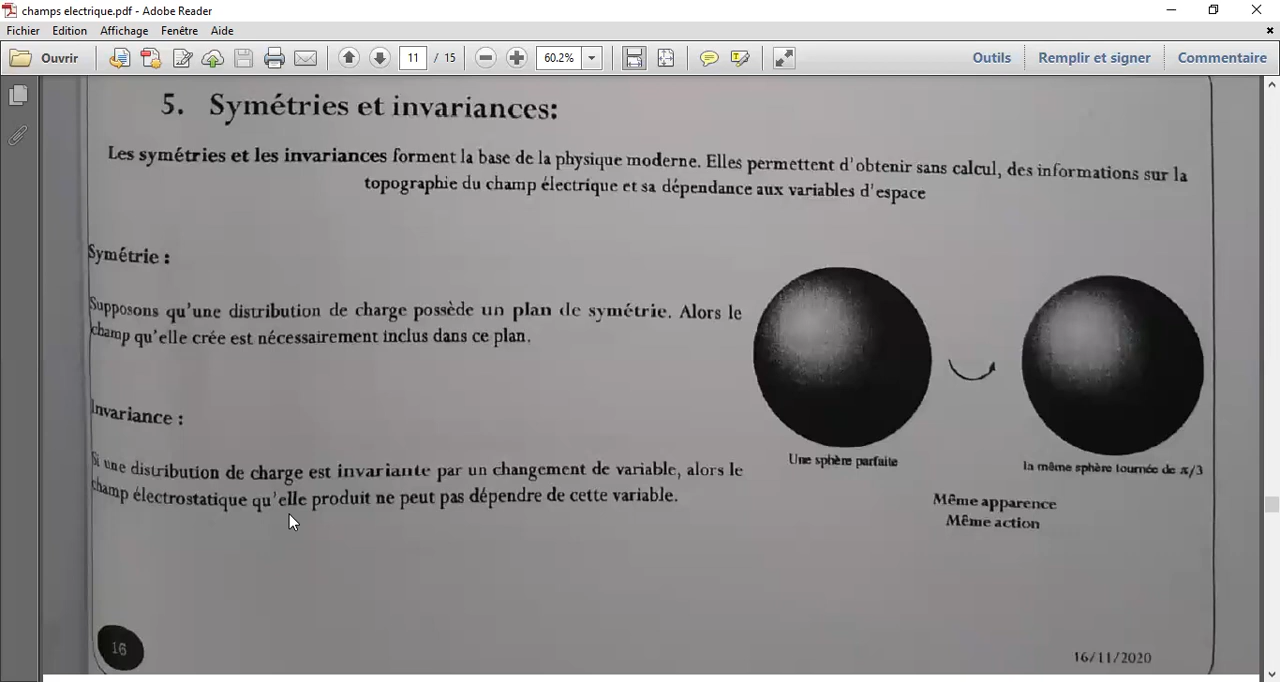 champs electrique.pdf - Adobe Reader
Fichier Edition Affichage Fenêtre Aide
Ouvrir 11 / 15 60.2% Outils Remplir et signer Commentaire
5. Symétries et invariances:
Les symétries et les invariances forment la base de la physique moderne. Elles permettent d'obtenir sans calcul, des informations sur la
topographie du champ électrique et sa dépendance aux variables d'espace
Symétrie :
Supposons qu'une distribution de charge possède un plan de symétrie. Alors le
champ qu'elle crée est nécessairement inclus dans ce plan.
Invariance :
Si une distribution de charge est invariante par un changement de variable, alors le
champ électrostatique qu'elle produit ne peut pas dépendre de cette variable.
Une sphère parfaite
la même sphère tournée de π/3
Même apparence
Même action
16
16/11/2020